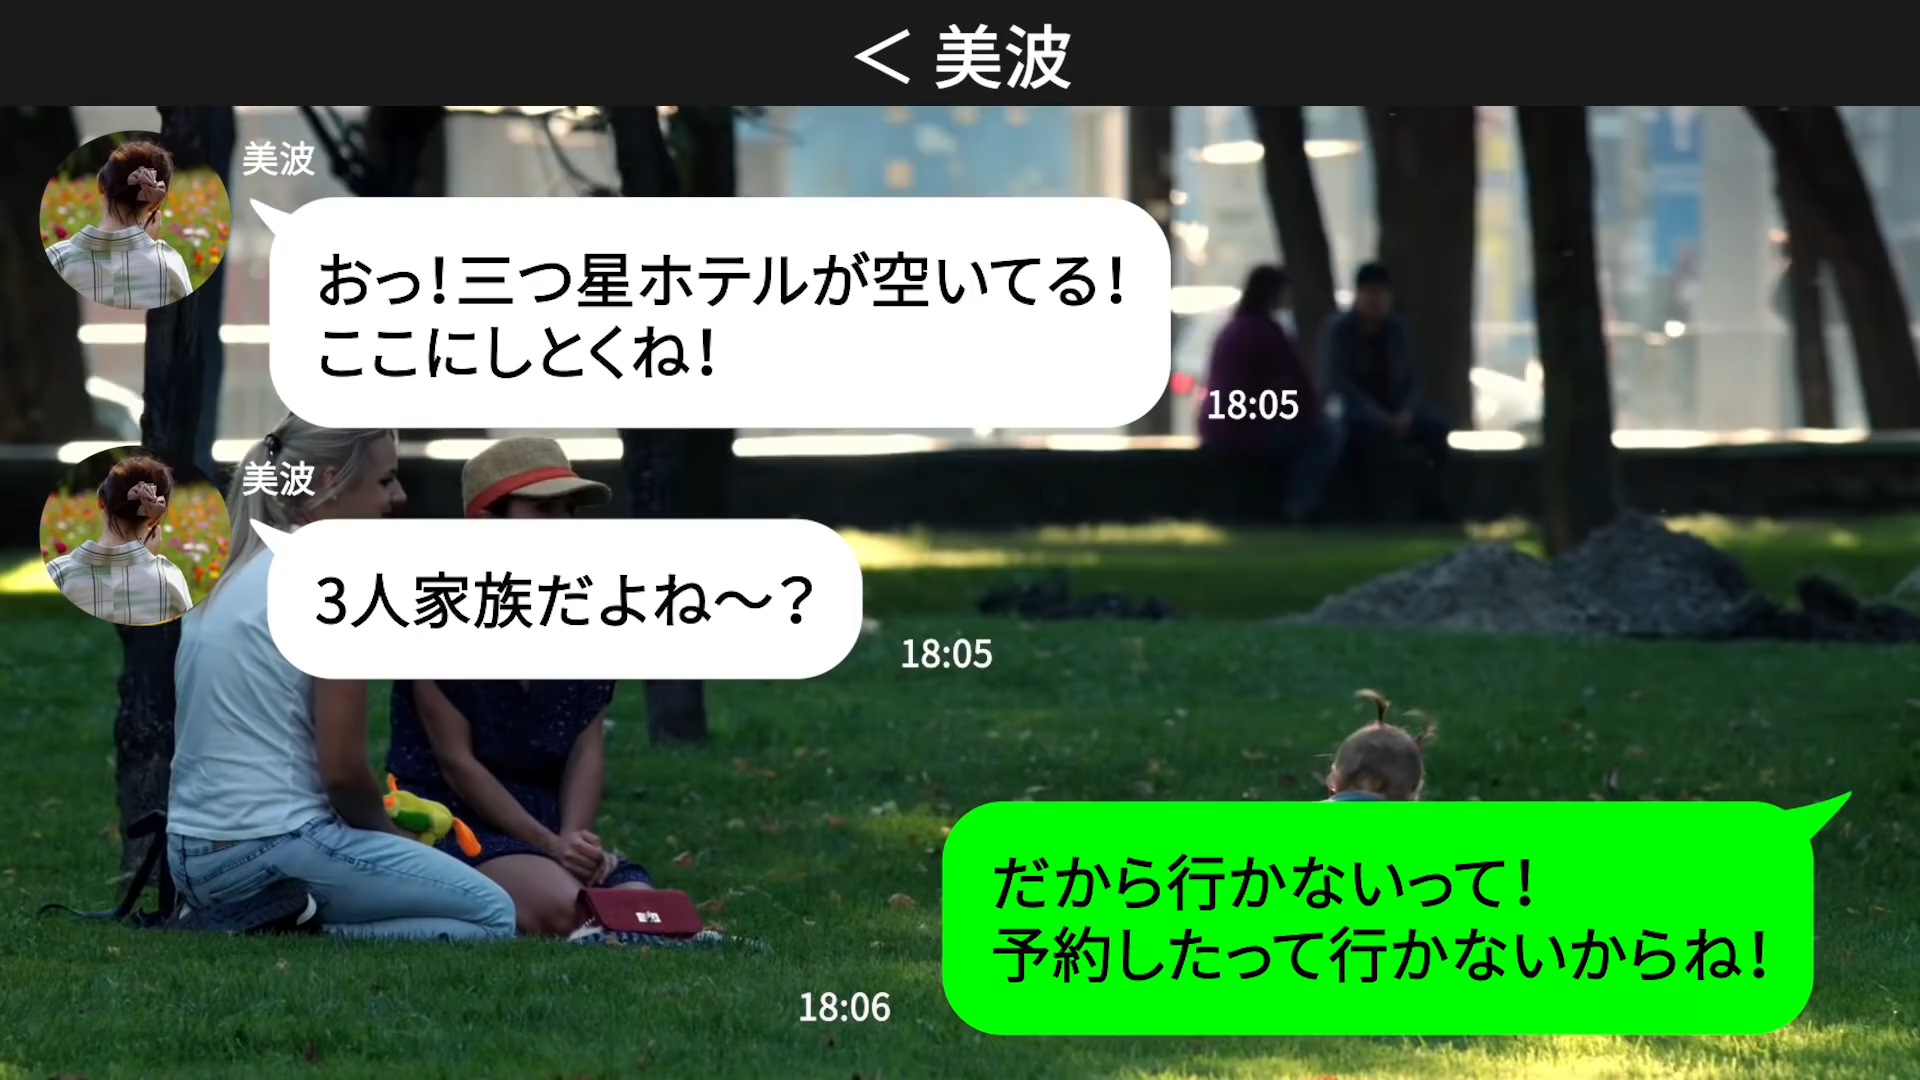 ＜ 美波
美波
おっ！三つ星ホテルが空いてる！
ここにしとくね！
18:05
美波
3人家族だよね〜？
18:05
だから行かないって！
予約したって行かないからね！
18:06